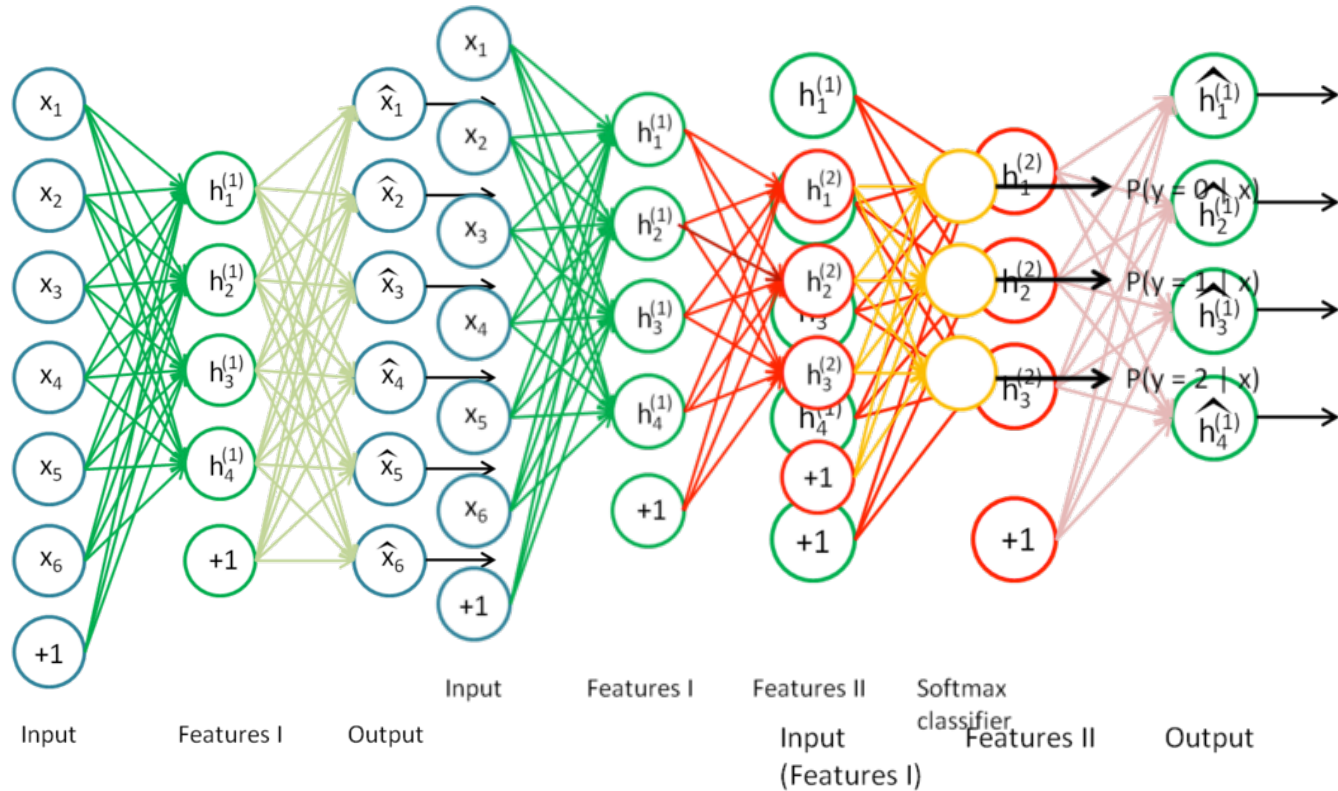 x₁
x₂
x₃
x₄
x₅
x₆
+1
Input
h₁⁽¹⁾
h₂⁽¹⁾
h₃⁽¹⁾
h₄⁽¹⁾
+1
Features I
x̂₁
x̂₂
x̂₃
x̂₄
x̂₅
x̂₆
Output
x₁
x₂
x₃
x₄
x₅
x₆
+1
Input
h₁⁽¹⁾
h₂⁽¹⁾
h₃⁽¹⁾
h₄⁽¹⁾
+1
Features I
h₁⁽²⁾
h₂⁽²⁾
h₃⁽²⁾
+1
Features II
Softmax
classifier
P(y = 0 | x)
P(y = 1 | x)
P(y = 2 | x)
h₁⁽¹⁾
h₄⁽¹⁾
+1
Input
(Features I)
h₁⁽²⁾
h₂⁽²⁾
h₃⁽²⁾
+1
Features II
ĥ₁⁽¹⁾
ĥ₂⁽¹⁾
ĥ₃⁽¹⁾
ĥ₄⁽¹⁾
Output